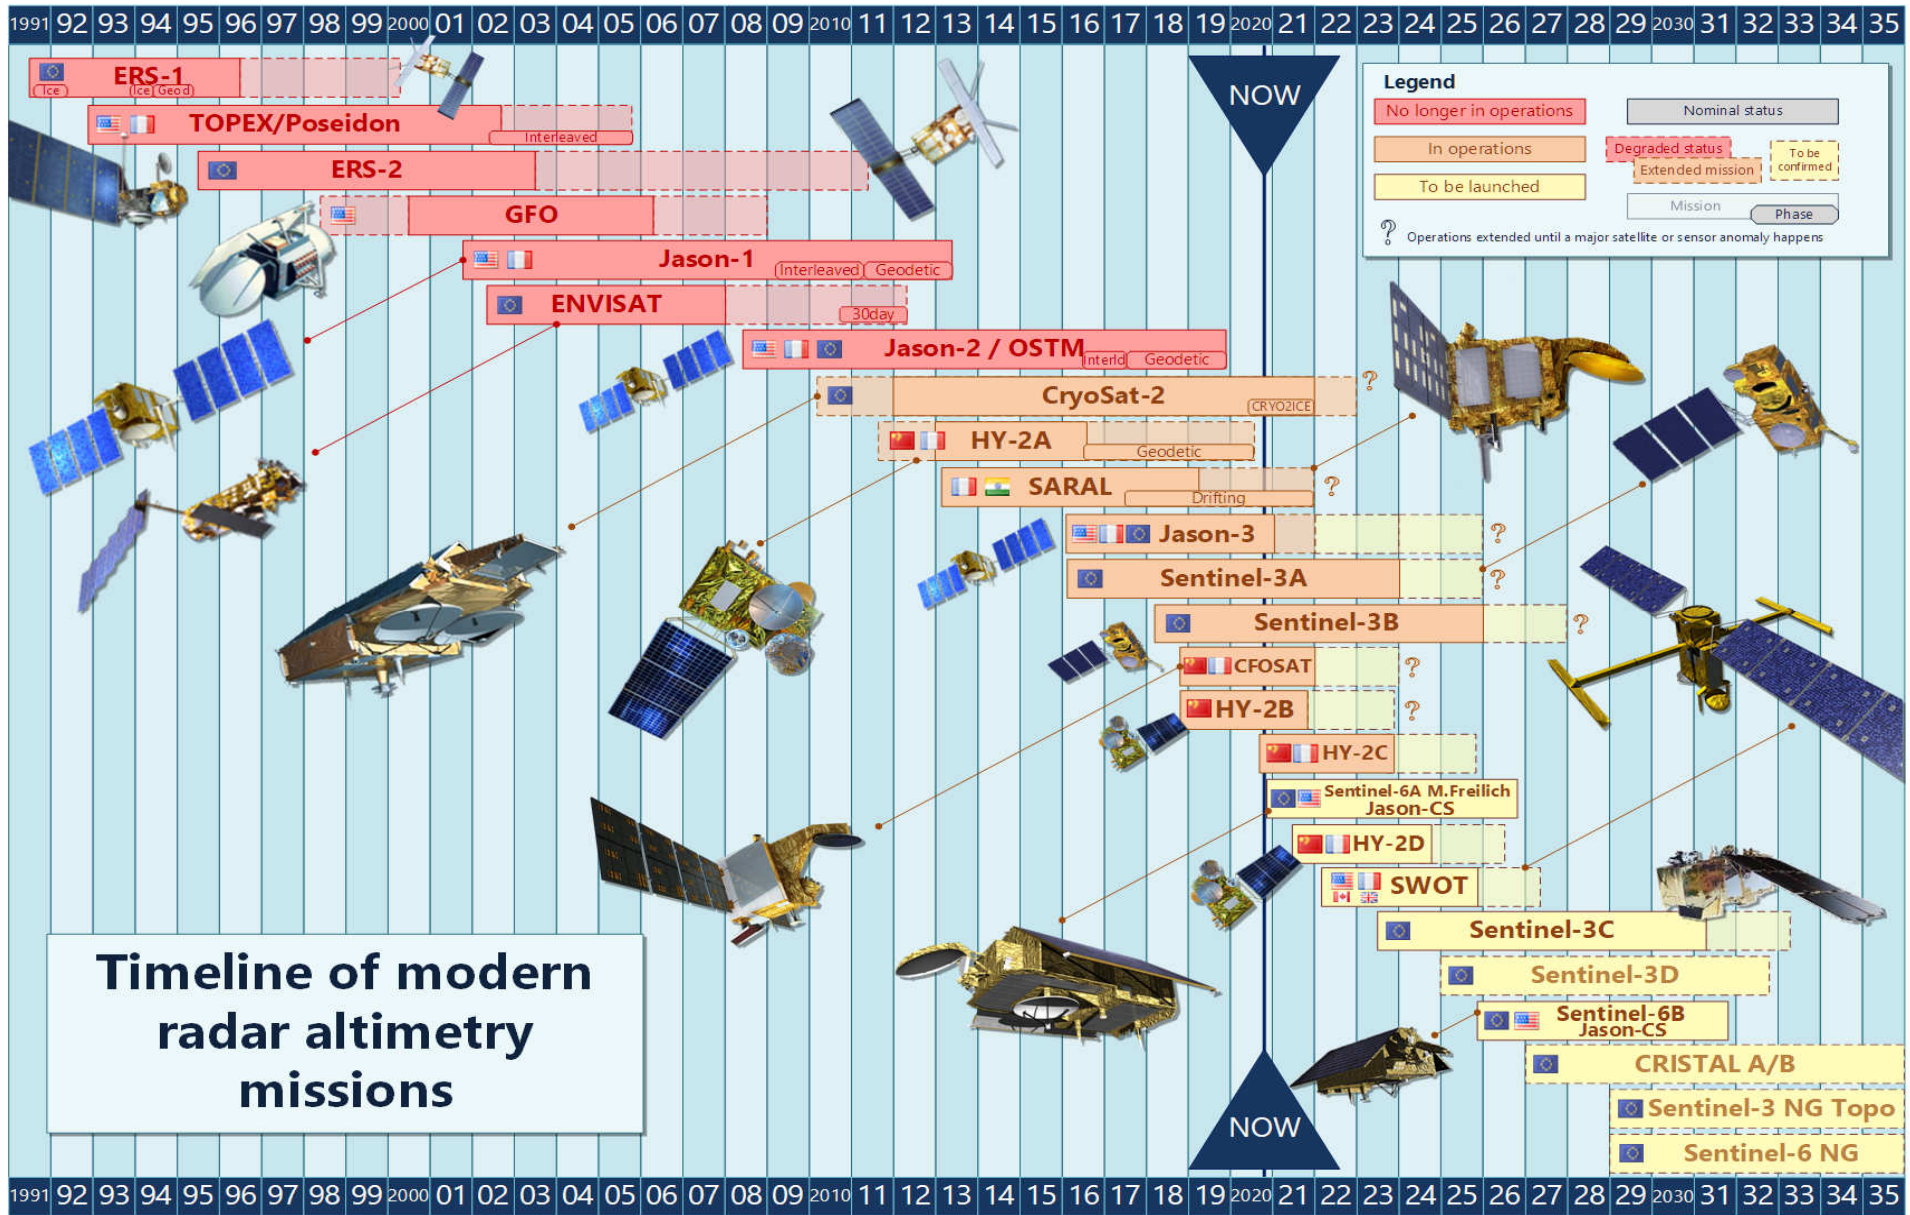 1991 92 93 94 95 96 97 98 99 2000 01 02 03 04 05 06 07 08 09 2010 11 12 13 14 15 16 17 18 19 2020 21 22 23 24 25 26 27 28 29 2030 31 32 33 34 35
NOW
Legend
No longer in operations
Nominal status
In operations
Degraded status
Extended mission
To be
confirmed
To be launched
Mission
Phase
? Operations extended until a major satellite or sensor anomaly happens
ERS-1
Ice
Ice
Geod
TOPEX/Poseidon
Interleaved
ERS-2
GFO
Jason-1
Interleaved
Geodetic
ENVISAT
30day
Jason-2 / OSTM
Interld
Geodetic
CryoSat-2
CRYO2ICE
?
HY-2A
Geodetic
SARAL
Drifting
?
Jason-3
?
Sentinel-3A
?
Sentinel-3B
?
CFOSAT
?
HY-2B
?
HY-2C
Sentinel-6A M.Freilich
Jason-CS
HY-2D
SWOT
Sentinel-3C
Sentinel-3D
Sentinel-6B
Jason-CS
CRISTAL A/B
Sentinel-3 NG Topo
Sentinel-6 NG
Timeline of modern
radar altimetry
missions
NOW
1991 92 93 94 95 96 97 98 99 2000 01 02 03 04 05 06 07 08 09 2010 11 12 13 14 15 16 17 18 19 2020 21 22 23 24 25 26 27 28 29 2030 31 32 33 34 35